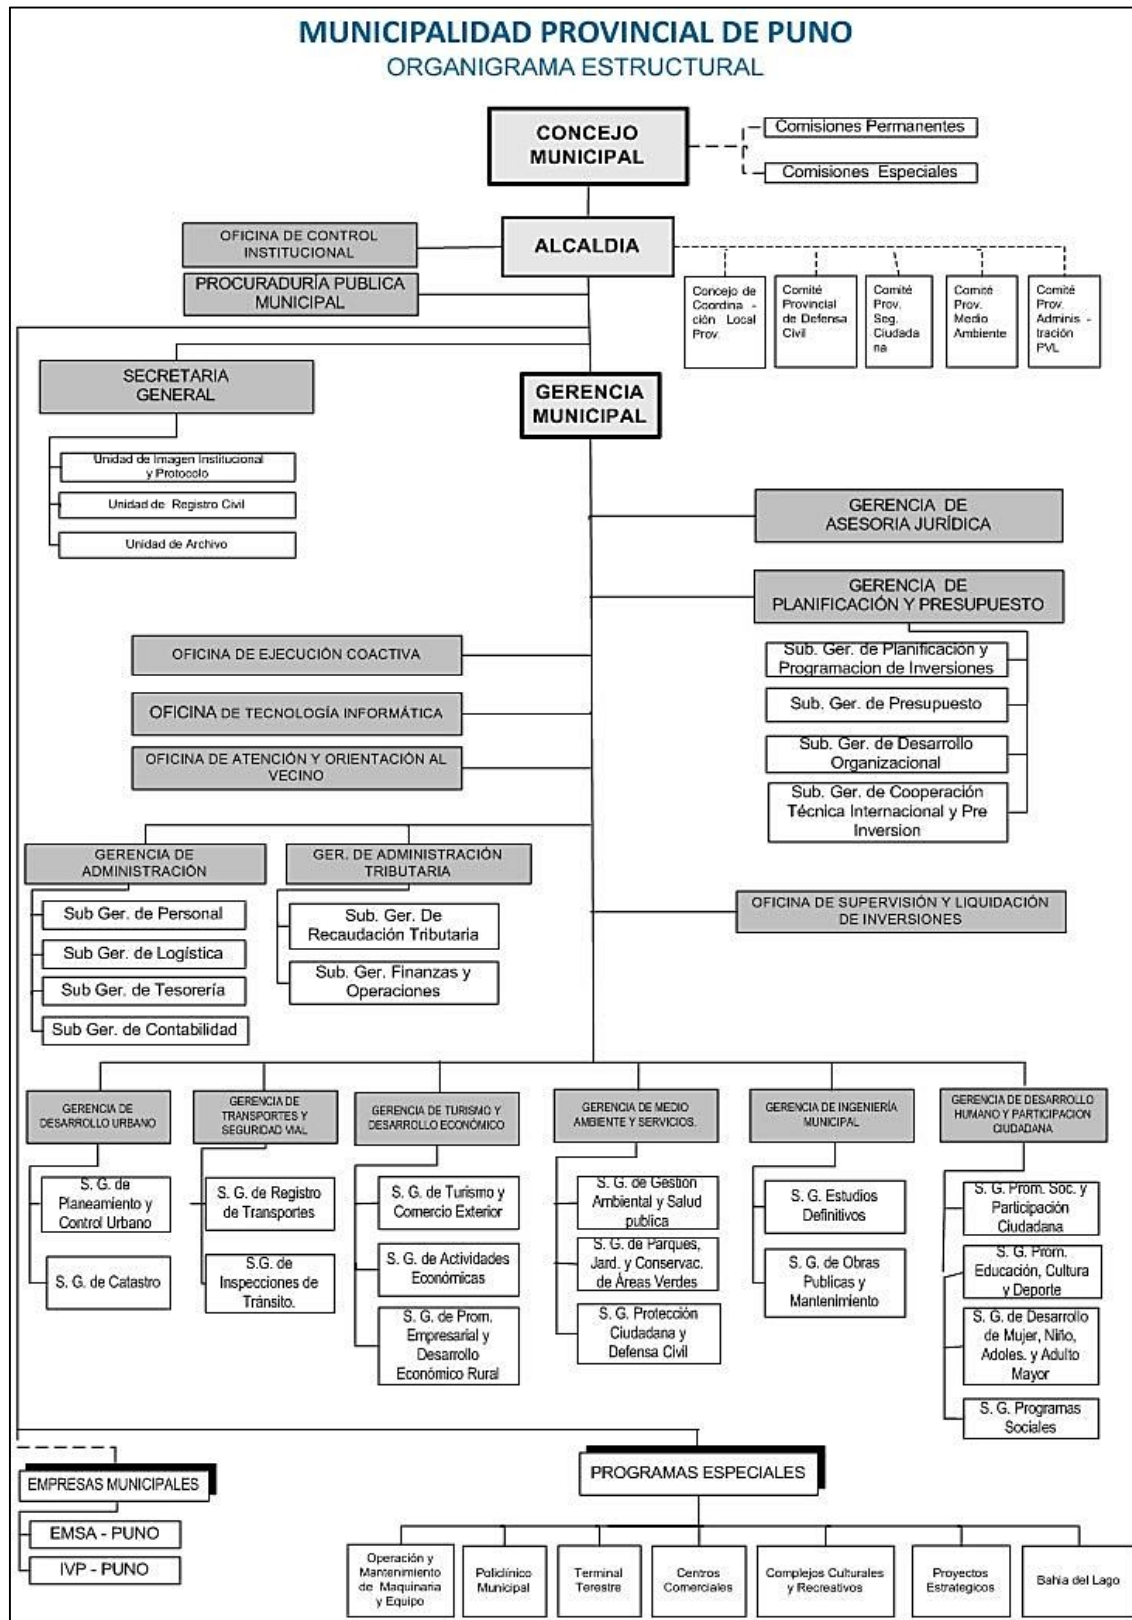 MUNICIPALIDAD PROVINCIAL DE PUNO
ORGANIGRAMA ESTRUCTURAL
CONCEJO
MUNICIPAL
Comisiones Permanentes
Comisiones Especiales
OFICINA DE CONTROL
INSTITUCIONAL
ALCALDIA
PROCURADURÍA PUBLICA
MUNICIPAL
Concejo de
Coordina -
ción Local
Prov.
Comité
Provincial
de Defensa
Civil
Comité
Prov.
Seg.
Ciudada
na
Comité
Prov.
Medio
Ambiente
Comité
Prov.
Adminis -
tración
PVL
SECRETARIA
GENERAL
Unidad de Imagen Institucional
y Protocolo
Unidad de Registro Civil
Unidad de Archivo
GERENCIA
MUNICIPAL
GERENCIA DE
ASESORIA JURÍDICA
GERENCIA DE
PLANIFICACIÓN Y PRESUPUESTO
Sub. Ger. de Planificación y
Programacion de Inversiones
Sub. Ger. de Presupuesto
Sub. Ger. de Desarrollo
Organizacional
Sub. Ger. de Cooperación
Técnica Internacional y Pre
Inversion
OFICINA DE EJECUCIÓN COACTIVA
OFICINA DE TECNOLOGÍA INFORMÁTICA
OFICINA DE ATENCIÓN Y ORIENTACIÓN AL
VECINO
GERENCIA DE
ADMINISTRACIÓN
Sub Ger. de Personal
Sub Ger. de Logística
Sub Ger. de Tesorería
Sub Ger. de Contabilidad
GER. DE ADMINISTRACIÓN
TRIBUTARIA
Sub. Ger. De
Recaudación Tributaria
Sub. Ger. Finanzas y
Operaciones
OFICINA DE SUPERVISIÓN Y LIQUIDACIÓN
DE INVERSIONES
GERENCIA DE
DESARROLLO URBANO
S. G. de
Planeamiento y
Control Urbano
S. G. de Catastro
GERENCIA DE
TRANSPORTES Y
SEGURIDAD VIAL
S. G. de Registro
de Transportes
S.G. de
Inspecciones de
Tránsito.
GERENCIA DE TURISMO Y
DESARROLLO ECONÓMICO
S. G. de Turismo y
Comercio Exterior
S. G. de Actividades
Económicas
S. G. de Prom.
Empresarial y
Desarrollo
Económico Rural
GERENCIA DE MEDIO
AMBIENTE Y SERVICIOS.
S. G. de Gestion
Ambiental y Salud
publica
S. G. de Parques,
Jard. y Conservac.
de Áreas Verdes
S. G. Protección
Ciudadana y
Defensa Civil
GERENCIA DE INGENIERÍA
MUNICIPAL
S. G. Estudios
Definitivos
S. G. de Obras
Publicas y
Mantenimiento
GERENCIA DE DESARROLLO
HUMANO Y PARTICIPACION
CIUDADANA
S. G. Prom. Soc. y
Participación
Ciudadana
S. G. Prom.
Educación, Cultura
y Deporte
S. G. de Desarrollo
de Mujer, Niño,
Adoles. y Adulto
Mayor
S. G. Programas
Sociales
EMPRESAS MUNICIPALES
EMSA - PUNO
IVP - PUNO
PROGRAMAS ESPECIALES
Operación y
Mantenimiento
de Maquinaria
y Equipo
Policlínico
Municipal
Terminal
Terestre
Centros
Comerciales
Complejos Culturales
y Recreativos
Proyectos
Estrategicos
Bahia del Lago